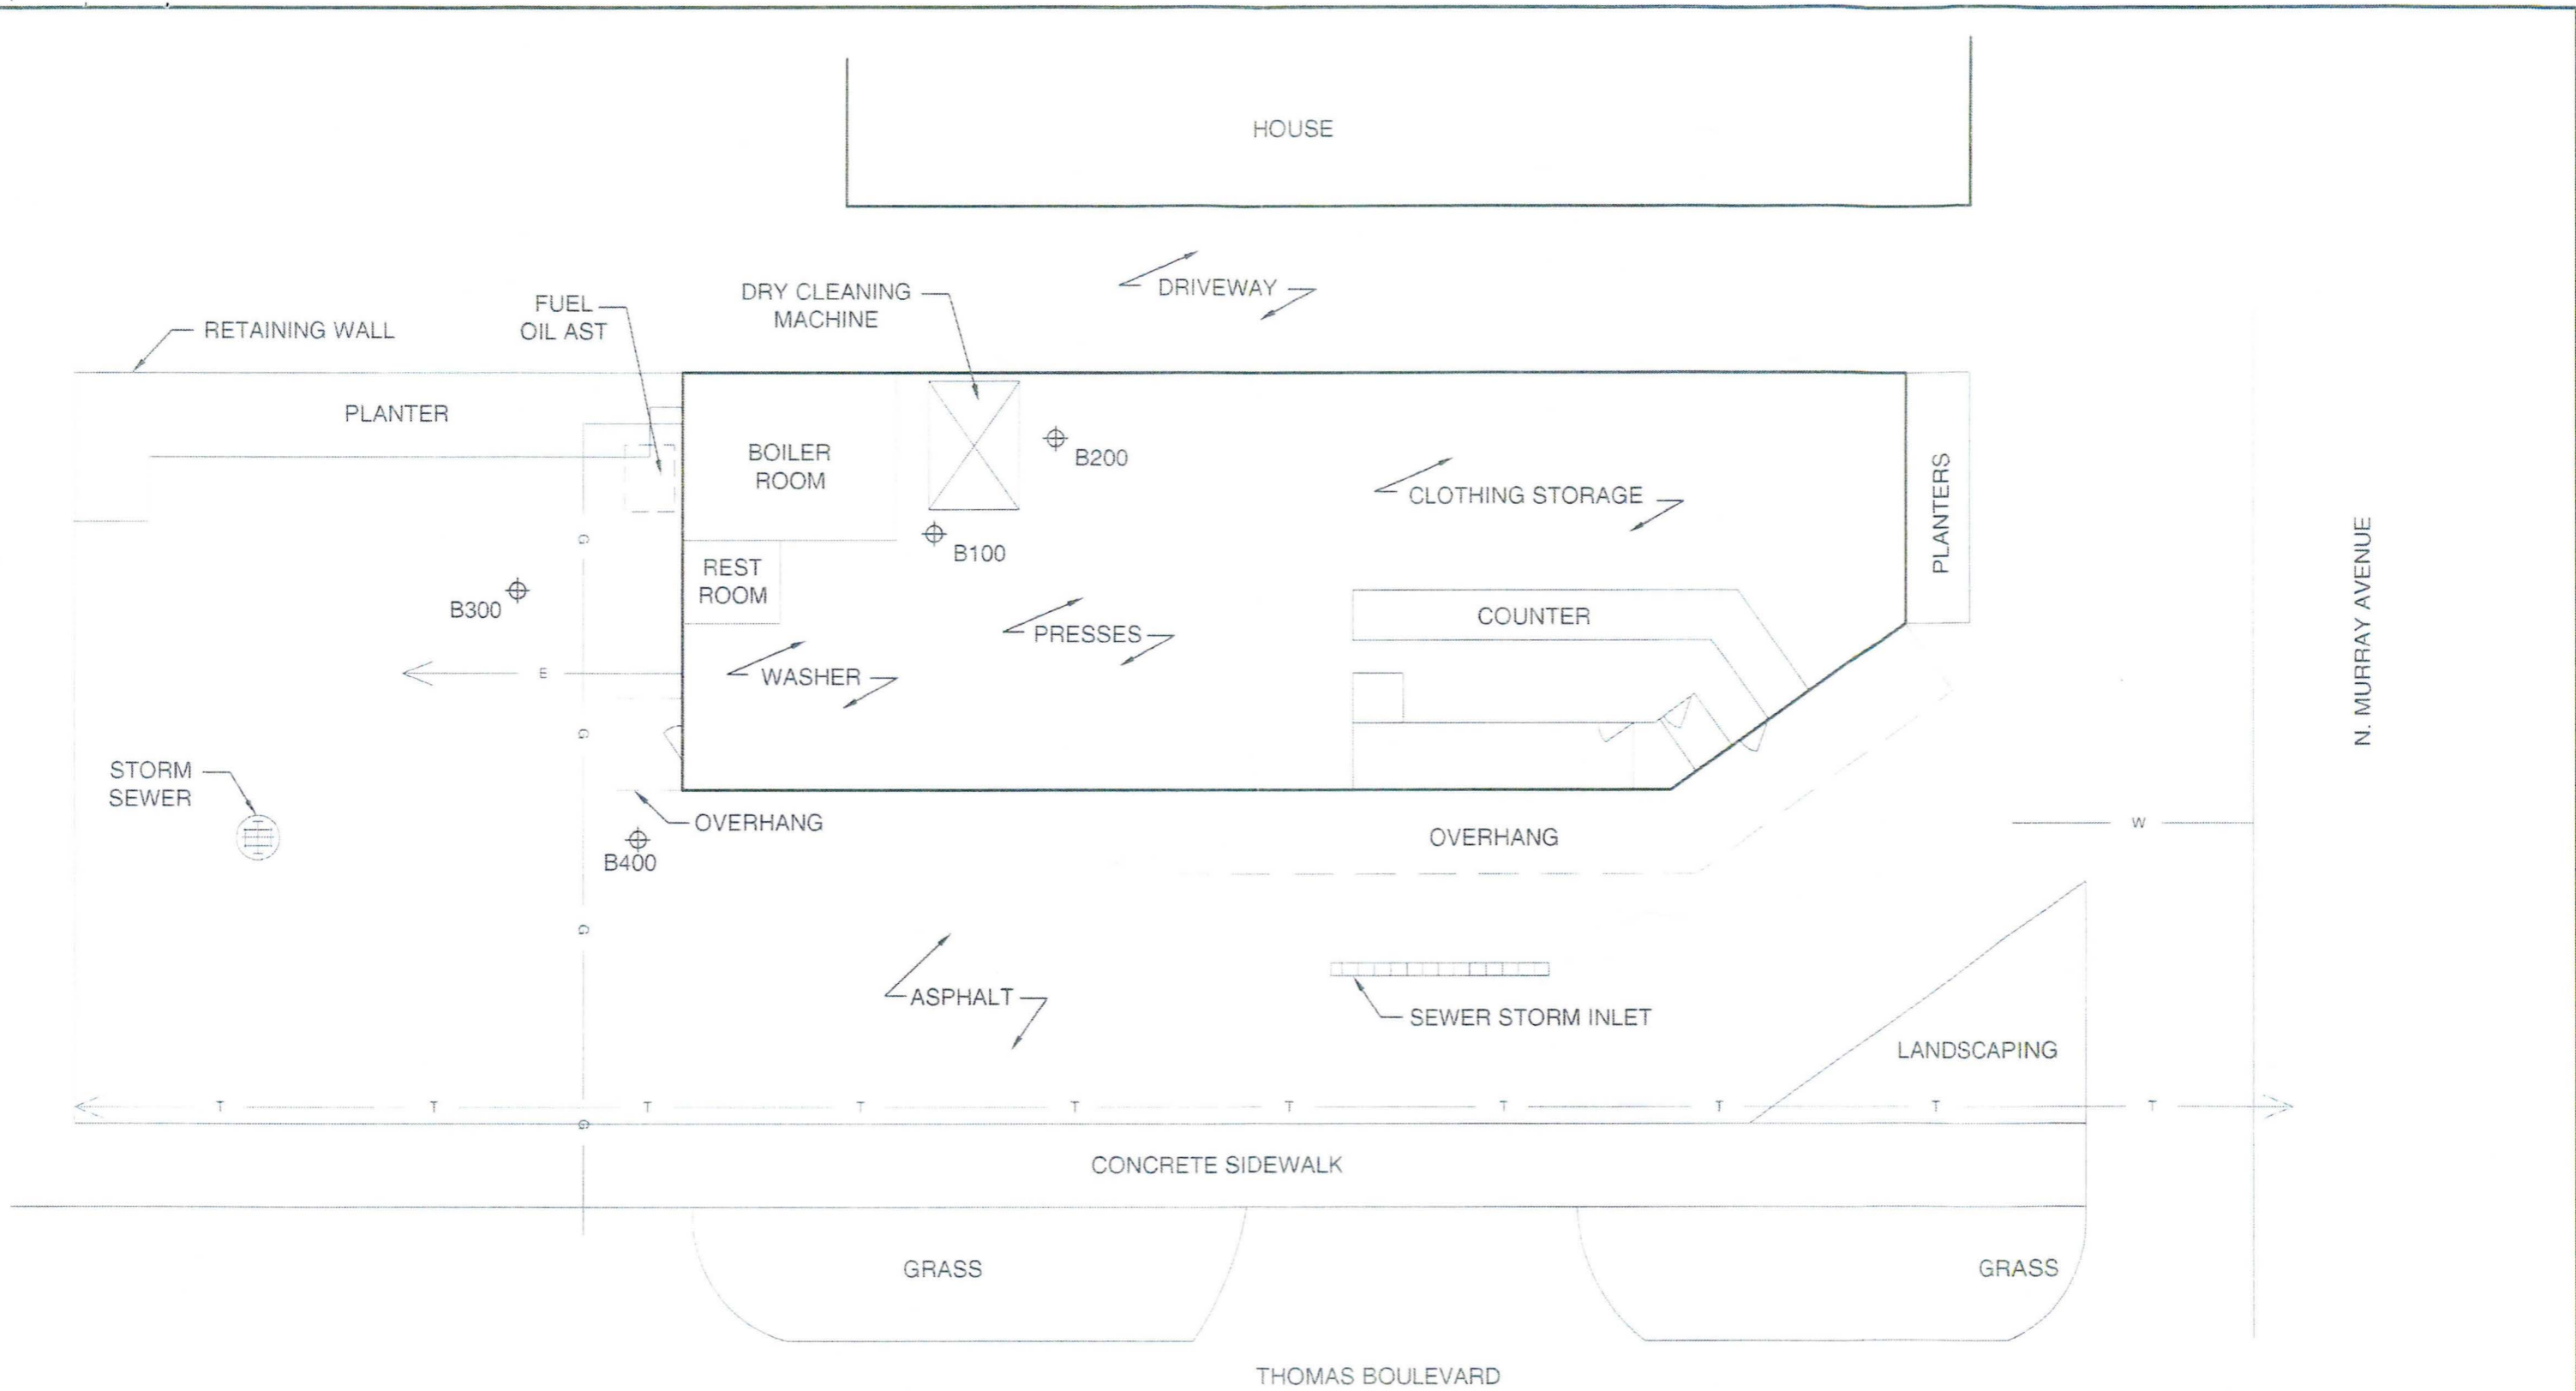 HOUSE
DRIVEWAY
DRY CLEANING
MACHINE
FUEL
OIL AST
RETAINING WALL
PLANTER
BOILER
ROOM
B200
CLOTHING STORAGE
PLANTERS
N. MURRAY AVENUE
G
B100
REST
ROOM
B300
PRESSES
COUNTER
E
WASHER
G
STORM
SEWER
OVERHANG
B400
OVERHANG
W
G
ASPHALT
SEWER STORM INLET
LANDSCAPING
T T T T T T T T T T
G
CONCRETE SIDEWALK
GRASS
GRASS
THOMAS BOULEVARD